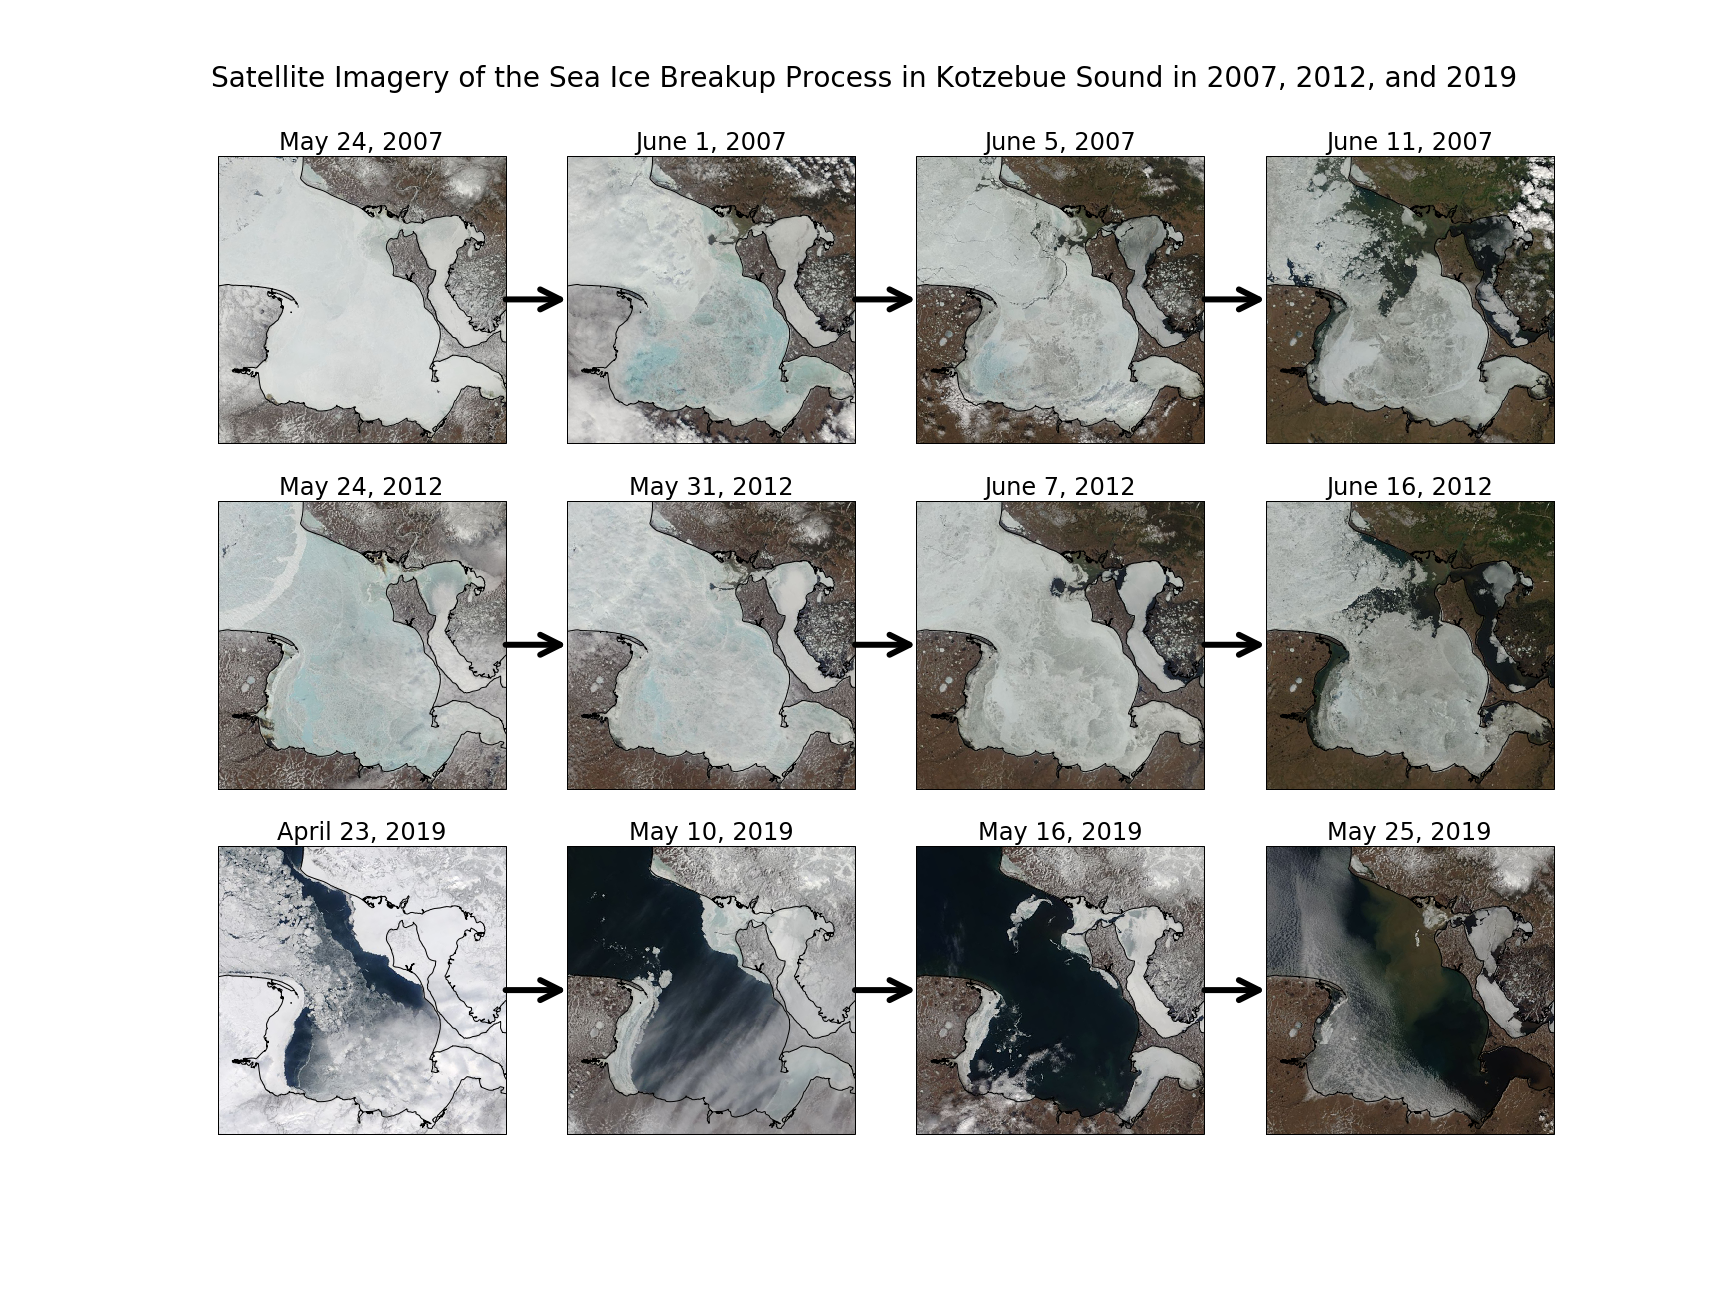 Satellite Imagery of the Sea Ice Breakup Process in Kotzebue Sound in 2007, 2012, and 2019
May 24, 2007
June 1, 2007
June 5, 2007
June 11, 2007
May 24, 2012
May 31, 2012
June 7, 2012
June 16, 2012
April 23, 2019
May 10, 2019
May 16, 2019
May 25, 2019